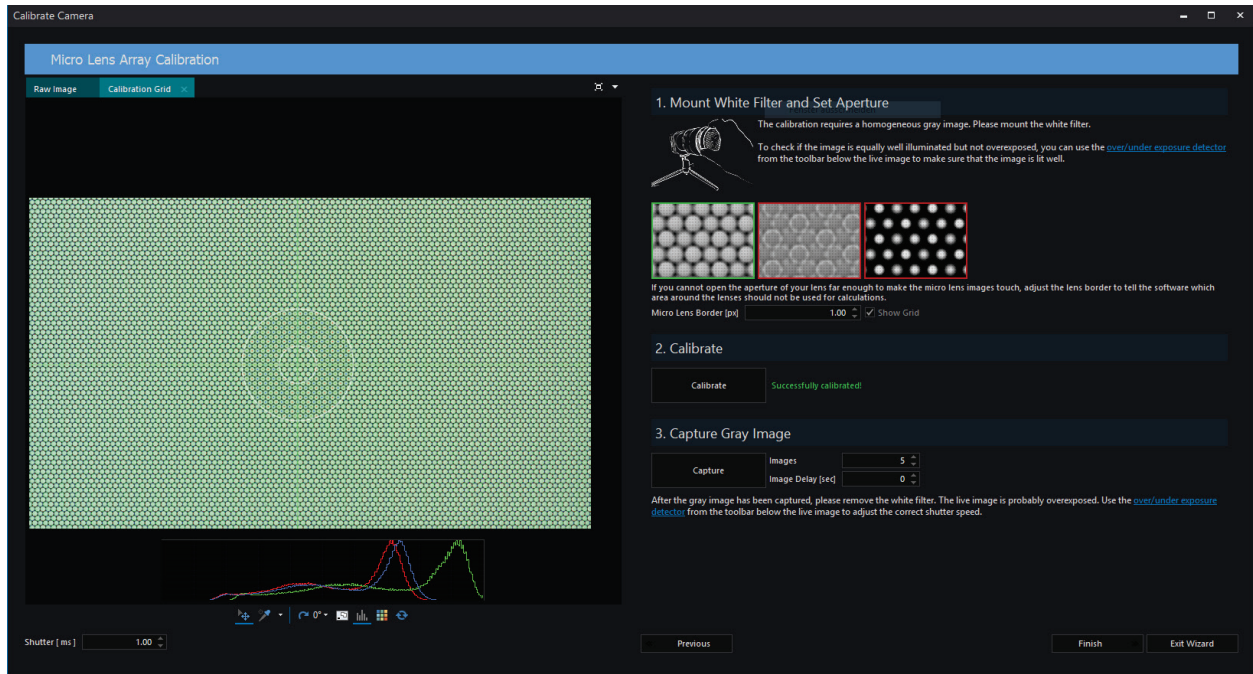 Calibrate Camera
Micro Lens Array Calibration
Raw Image
Calibration Grid
1. Mount White Filter and Set Aperture
The calibration requires a homogeneous gray image. Please mount the white filter.
To check if the image is equally well illuminated but not overexposed, you can use the over/under exposure detector
from the toolbar below the live image to make sure that the image is lit well.
If you cannot open the aperture of your lens far enough to make the micro lens images touch, adjust the lens border to tell the software which
area around the lenses should not be used for calculations.
Micro Lens Border [px] 1.00 Show Grid
2. Calibrate
Calibrate Successfully calibrated!
3. Capture Gray Image
Capture
Images 5
Image Delay [sec] 0
After the gray image has been captured, please remove the white filter. The live image is probably overexposed. Use the over/under exposure
detector from the toolbar below the live image to adjust the correct shutter speed.
0°
Shutter [ms] 1.00
Previous
Finish
Exit Wizard